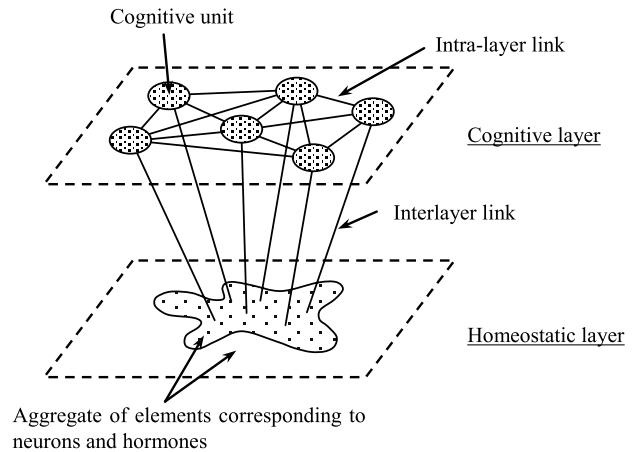 Cognitive unit
Intra-layer link
Cognitive layer
Interlayer link
Homeostatic layer
Aggregate of elements corresponding to
neurons and hormones